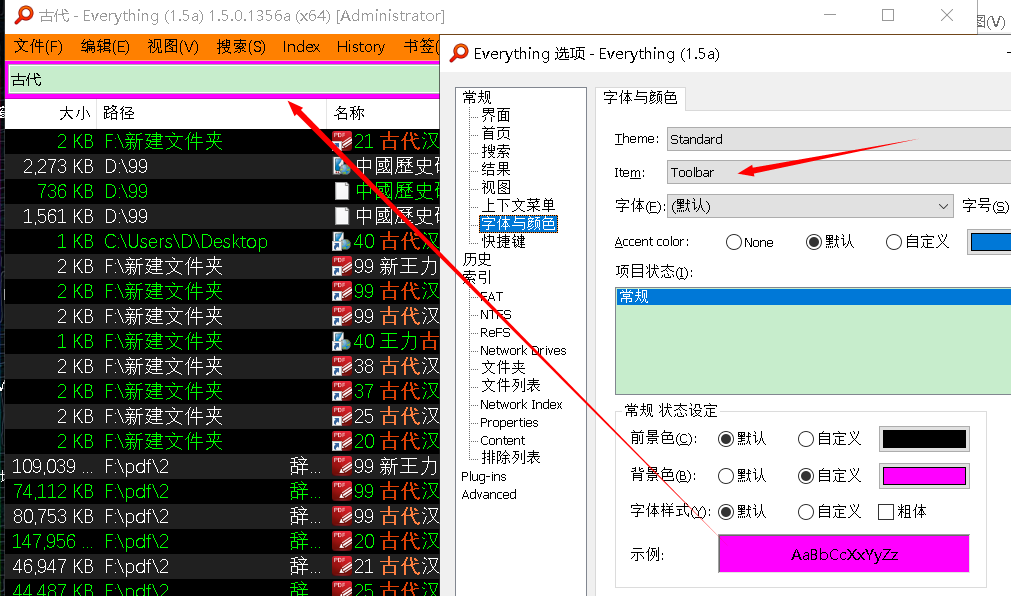 古代 - Everything (1.5a) 1.5.0.1356a (x64) [Administrator]
文件(F) 编辑(E) 视图(V) 搜索(S) Index History 书签(
古代
大小 路径 名称
2 KB F:\新建文件夹 21 古代汉
2,273 KB D:\99 中國歷史研
736 KB D:\99 中國歷史研
1,561 KB D:\99 中國歷史研
1 KB C:\Users\D\Desktop 40 古代汉
2 KB F:\新建文件夹 99 新王力
2 KB F:\新建文件夹 99 古代汉
2 KB F:\新建文件夹 99 古代汉
1 KB F:\新建文件夹 40 王力古
2 KB F:\新建文件夹 38 古代汉
2 KB F:\新建文件夹 37 古代汉
2 KB F:\新建文件夹 25 古代汉
2 KB F:\新建文件夹 20 古代汉
109,039 ... F:\pdf\2 辞... 99 新王力
74,112 KB F:\pdf\2 辞... 99 古代汉
80,753 KB F:\pdf\2 辞... 99 古代汉
147,956 ... F:\pdf\2 辞... 20 古代汉
46,947 KB F:\pdf\2 辞... 21 古代汉
44,487 KB F:\pdf\2 辞... 25 古代汉
图(V)
Everything 选项 - Everything (1.5a)
常规
界面
首页
搜索
结果
视图
上下文菜单
字体与颜色
快捷键
历史
索引
FAT
NTFS
ReFS
Network Drives
文件夹
文件列表
Network Index
Properties
Content
排除列表
Plug-ins
Advanced
字体与颜色
Theme: Standard
Item: Toolbar
字体(F): (默认) 字号(S)
Accent color: None 默认 自定义
项目状态(I):
常规
常规 状态设定
前景色(C): 默认 自定义
背景色(B): 默认 自定义
字体样式(Y): 默认 自定义 粗体
示例: AaBbCcXxYyZz